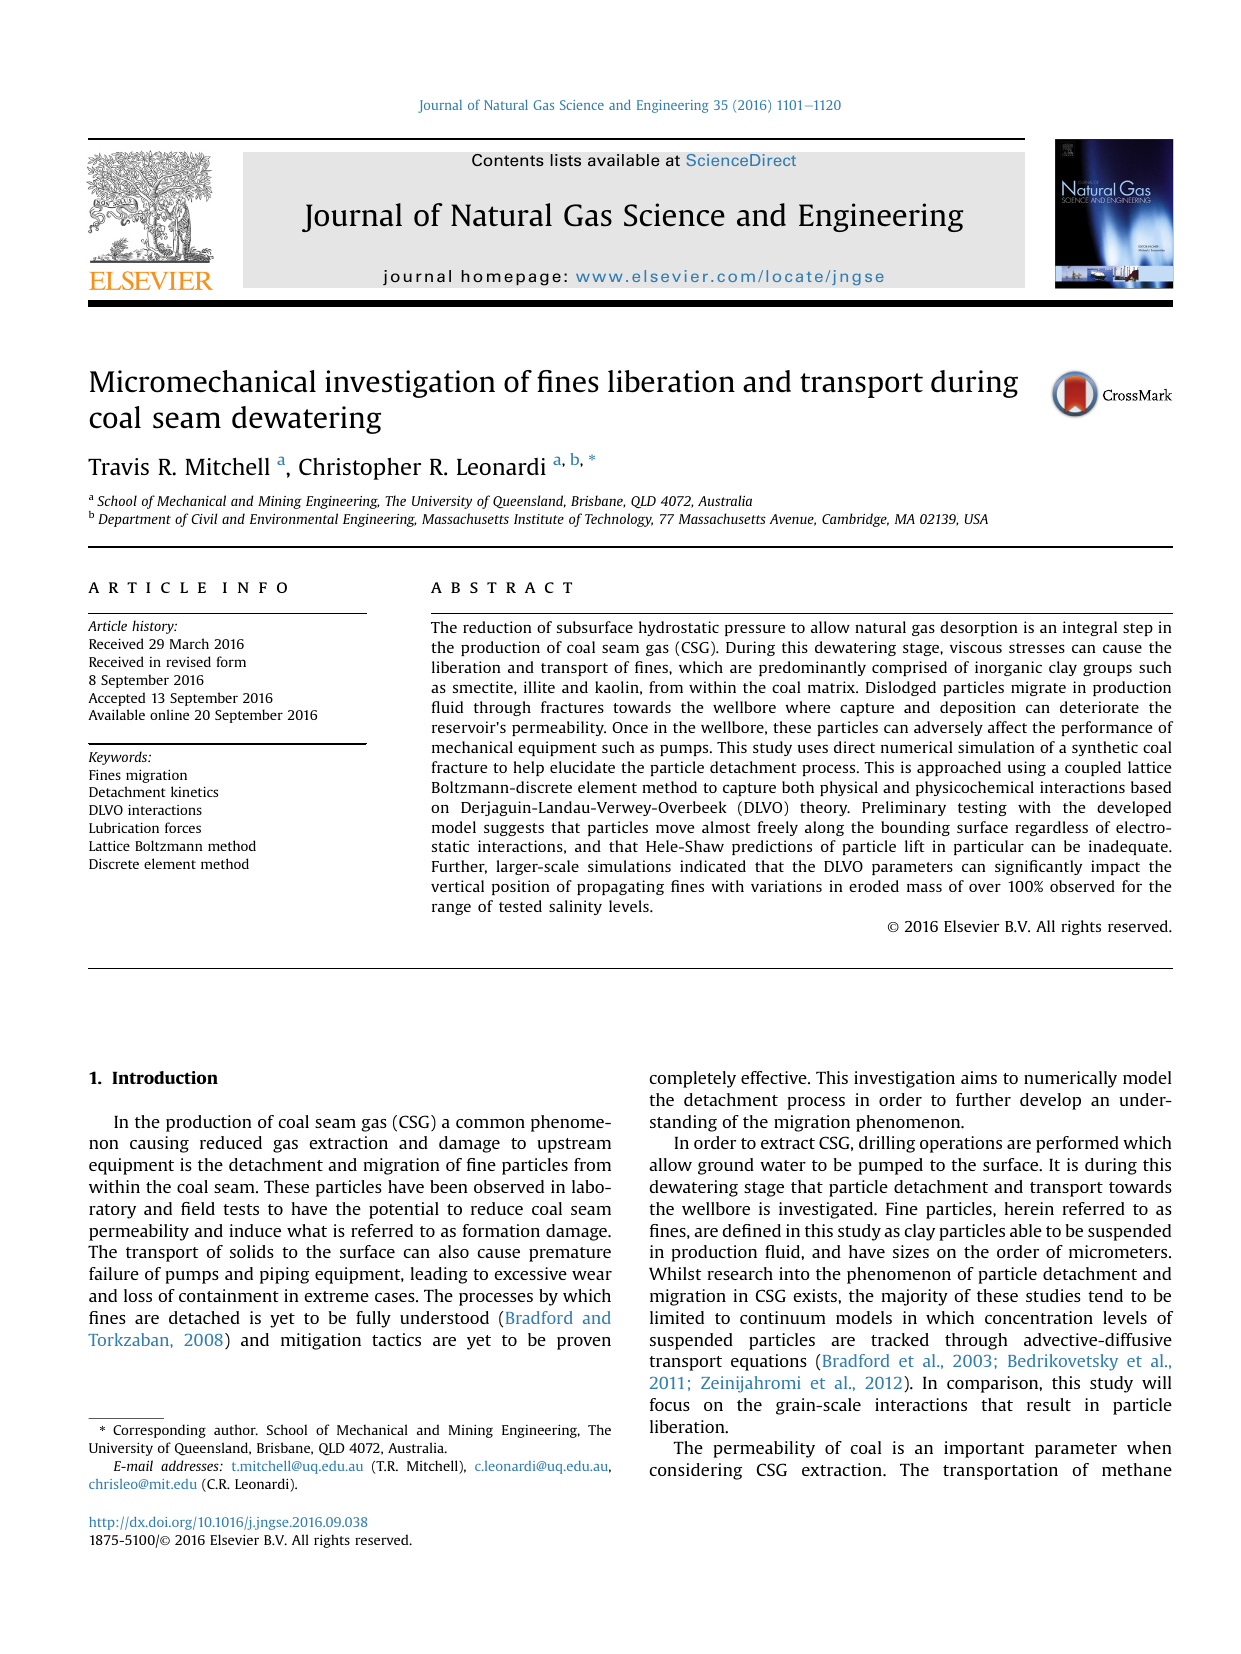 Journal of Natural Gas Science and Engineering 35 (2016) 1101–1120
Contents lists available at ScienceDirect
Journal of Natural Gas Science and Engineering
journal homepage: www.elsevier.com/locate/jngse
ELSEVIER
Natural Gas
SCIENCE AND ENGINEERING
Micromechanical investigation of fines liberation and transport during
coal seam dewatering
CrossMark
Travis R. Mitchell a, Christopher R. Leonardi a, b, *
a School of Mechanical and Mining Engineering, The University of Queensland, Brisbane, QLD 4072, Australia
b Department of Civil and Environmental Engineering, Massachusetts Institute of Technology, 77 Massachusetts Avenue, Cambridge, MA 02139, USA
ARTICLE INFO
Article history:
Received 29 March 2016
Received in revised form
8 September 2016
Accepted 13 September 2016
Available online 20 September 2016
Keywords:
Fines migration
Detachment kinetics
DLVO interactions
Lubrication forces
Lattice Boltzmann method
Discrete element method
ABSTRACT
The reduction of subsurface hydrostatic pressure to allow natural gas desorption is an integral step in
the production of coal seam gas (CSG). During this dewatering stage, viscous stresses can cause the
liberation and transport of fines, which are predominantly comprised of inorganic clay groups such
as smectite, illite and kaolin, from within the coal matrix. Dislodged particles migrate in production
fluid through fractures towards the wellbore where capture and deposition can deteriorate the
reservoir's permeability. Once in the wellbore, these particles can adversely affect the performance of
mechanical equipment such as pumps. This study uses direct numerical simulation of a synthetic coal
fracture to help elucidate the particle detachment process. This is approached using a coupled lattice
Boltzmann-discrete element method to capture both physical and physicochemical interactions based
on Derjaguin-Landau-Verwey-Overbeek (DLVO) theory. Preliminary testing with the developed
model suggests that particles move almost freely along the bounding surface regardless of electro-
static interactions, and that Hele-Shaw predictions of particle lift in particular can be inadequate.
Further, larger-scale simulations indicated that the DLVO parameters can significantly impact the
vertical position of propagating fines with variations in eroded mass of over 100% observed for the
range of tested salinity levels.
© 2016 Elsevier B.V. All rights reserved.
1. Introduction
In the production of coal seam gas (CSG) a common phenome-
non causing reduced gas extraction and damage to upstream
equipment is the detachment and migration of fine particles from
within the coal seam. These particles have been observed in labo-
ratory and field tests to have the potential to reduce coal seam
permeability and induce what is referred to as formation damage.
The transport of solids to the surface can also cause premature
failure of pumps and piping equipment, leading to excessive wear
and loss of containment in extreme cases. The processes by which
fines are detached is yet to be fully understood (Bradford and
Torkzaban, 2008) and mitigation tactics are yet to be proven
completely effective. This investigation aims to numerically model
the detachment process in order to further develop an under-
standing of the migration phenomenon.
In order to extract CSG, drilling operations are performed which
allow ground water to be pumped to the surface. It is during this
dewatering stage that particle detachment and transport towards
the wellbore is investigated. Fine particles, herein referred to as
fines, are defined in this study as clay particles able to be suspended
in production fluid, and have sizes on the order of micrometers.
Whilst research into the phenomenon of particle detachment and
migration in CSG exists, the majority of these studies tend to be
limited to continuum models in which concentration levels of
suspended particles are tracked through advective-diffusive
transport equations (Bradford et al., 2003; Bedrikovetsky et al.,
2011; Zeinijahromi et al., 2012). In comparison, this study will
focus on the grain-scale interactions that result in particle
liberation.
The permeability of coal is an important parameter when
considering CSG extraction. The transportation of methane
* Corresponding author. School of Mechanical and Mining Engineering, The
University of Queensland, Brisbane, QLD 4072, Australia.
E-mail addresses: t.mitchell@uq.edu.au (T.R. Mitchell), c.leonardi@uq.edu.au,
chrisleo@mit.edu (C.R. Leonardi).
http://dx.doi.org/10.1016/j.jngse.2016.09.038
1875-5100/© 2016 Elsevier B.V. All rights reserved.